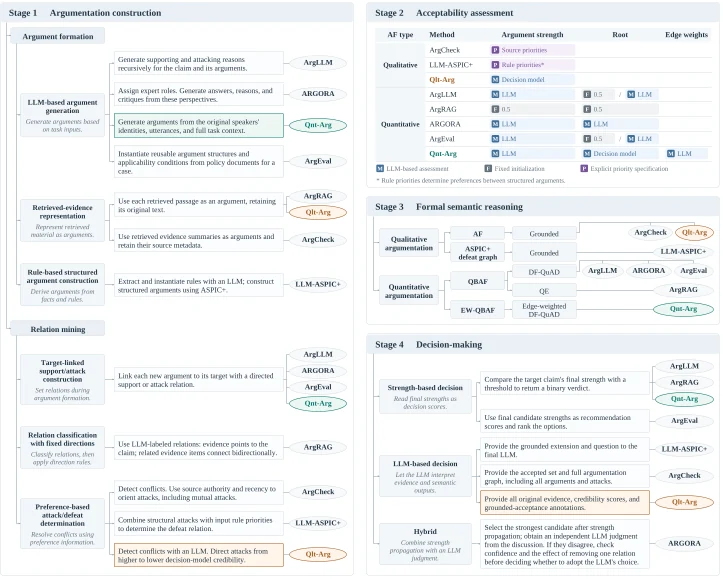 Stage 1 Argumentation construction
Argument formation
LLM-based argument
generation
Generate arguments based
on task inputs.
Generate supporting and attacking reasons
recursively for the claim and its arguments.
ArgLLM
Assign expert roles. Generate answers, reasons, and
critiques from these perspectives.
ARGORA
Generate arguments from the original speakers'
identities, utterances, and full task context.
Qnt-Arg
Instantiate reusable argument structures and
applicability conditions from policy documents for a
case.
ArgEval
Retrieved-evidence
representation
Represent retrieved
material as arguments.
Use each retrieved passage as an argument, retaining
its original text.
ArgRAG
Qlt-Arg
Use retrieved evidence summaries as arguments and
retain their source metadata.
ArgCheck
Rule-based structured
argument construction
Derive arguments from
facts and rules.
Extract and instantiate rules with an LLM; construct
structured arguments using ASPIC+.
LLM-ASPIC+
Relation mining
Target-linked
support/attack
construction
Set relations during
argument formation.
Link each new argument to its target with a directed
support or attack relation.
ArgLLM
ARGORA
ArgEval
Qnt-Arg
Relation classification
with fixed directions
Classify relations, then
apply direction rules.
Use LLM-labeled relations: evidence points to the
claim; related evidence items connect bidirectionally.
ArgRAG
Preference-based
attack/defeat
determination
Resolve conflicts using
preference information.
Detect conflicts. Use source authority and recency to
orient attacks, including mutual attacks.
ArgCheck
Combine structural attacks with input rule priorities
to determine the defeat relation.
LLM-ASPIC+
Detect conflicts with an LLM. Direct attacks from
higher to lower decision-model credibility.
Qlt-Arg
Stage 2 Acceptability assessment
AF type Method Argument strength Root Edge weights
Qualitative
ArgCheck P Source priorities
LLM-ASPIC+ P Rule priorities*
Qlt-Arg M Decision model
Quantitative
ArgLLM M LLM F 0.5 / M LLM
ArgRAG F 0.5 F 0.5
ARGORA M LLM M LLM
ArgEval M LLM F 0.5 / M LLM
Qnt-Arg M LLM M Decision model M LLM
M LLM-based assessment F Fixed initialization P Explicit priority specification
* Rule priorities determine preferences between structured arguments.
Stage 3 Formal semantic reasoning
Qualitative
argumentation
AF
Grounded
ArgCheck
Qlt-Arg
ASPIC+
defeat graph
Grounded
LLM-ASPIC+
Quantitative
argumentation
QBAF
DF-QuAD
ArgLLM
ARGORA
ArgEval
QE
ArgRAG
EW-QBAF
Edge-weighted
DF-QuAD
Qnt-Arg
Stage 4 Decision-making
Strength-based decision
Read final strengths as
decision scores.
Compare the target claim's final strength with a
threshold to return a binary verdict.
ArgLLM
ArgRAG
Qnt-Arg
Use final candidate strengths as recommendation
scores and rank the options.
ArgEval
LLM-based decision
Let the LLM interpret
evidence and semantic
outputs.
Provide the grounded extension and question to the
final LLM.
LLM-ASPIC+
Provide the accepted set and full argumentation
graph, including all arguments and attacks.
ArgCheck
Provide all original evidence, credibility scores, and
grounded-acceptance annotations.
Qlt-Arg
Hybrid
Combine strength
propagation with an LLM
judgment.
Select the strongest candidate after strength
propagation; obtain an independent LLM judgment
from the discussion. If they disagree, check
confidence and the effect of removing one relation
before deciding whether to adopt the LLM's choice.
ARGORA